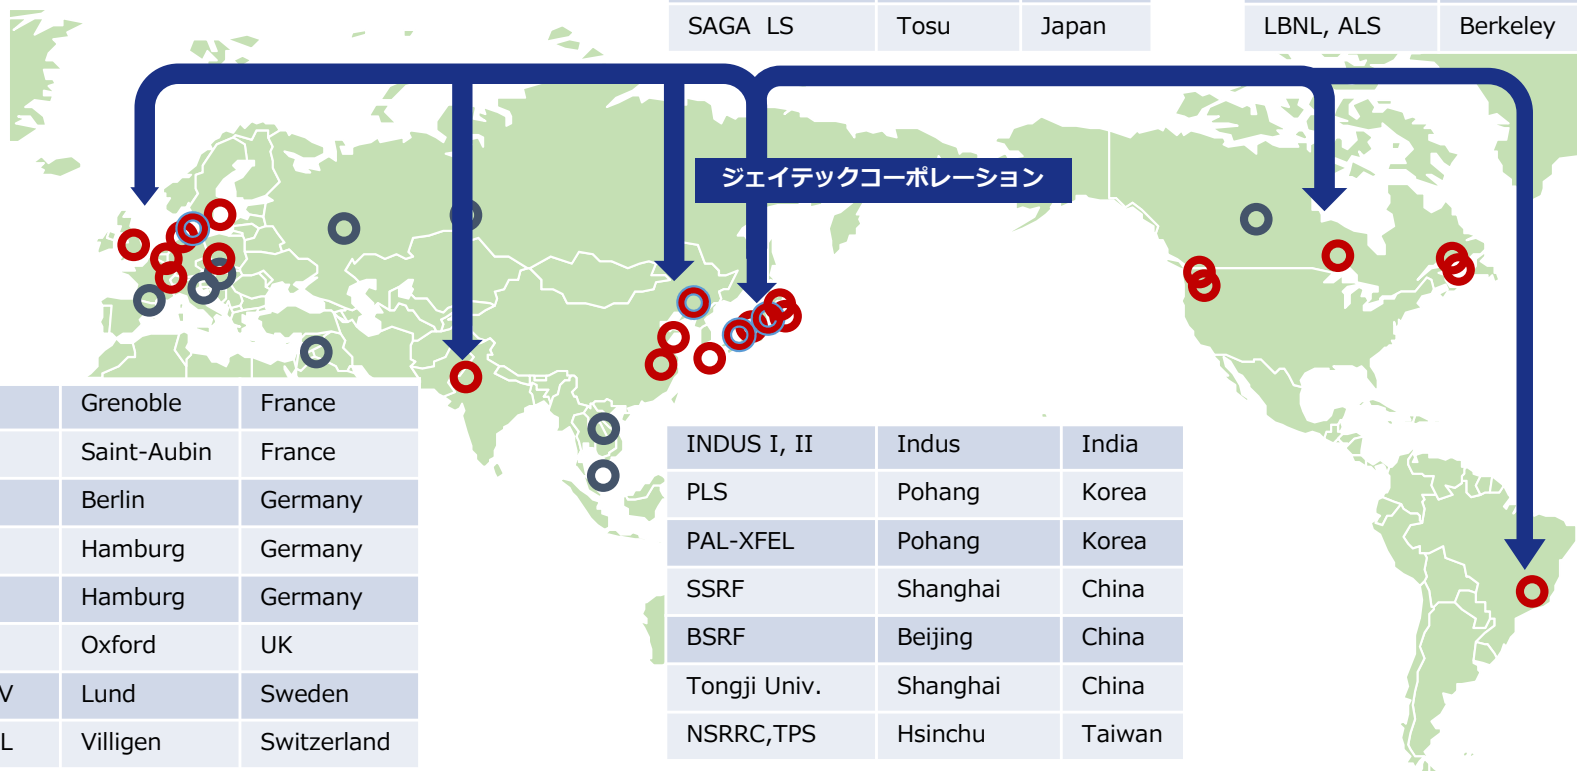 SAGA LS Tosu Japan
LBNL, ALS Berkeley
ジェイテックコーポレーション
Grenoble France
Saint-Aubin France
Berlin Germany
Hamburg Germany
Hamburg Germany
Oxford UK
V Lund Sweden
L Villigen Switzerland
INDUS I, II Indus India
PLS Pohang Korea
PAL-XFEL Pohang Korea
SSRF Shanghai China
BSRF Beijing China
Tongji Univ. Shanghai China
NSRRC,TPS Hsinchu Taiwan